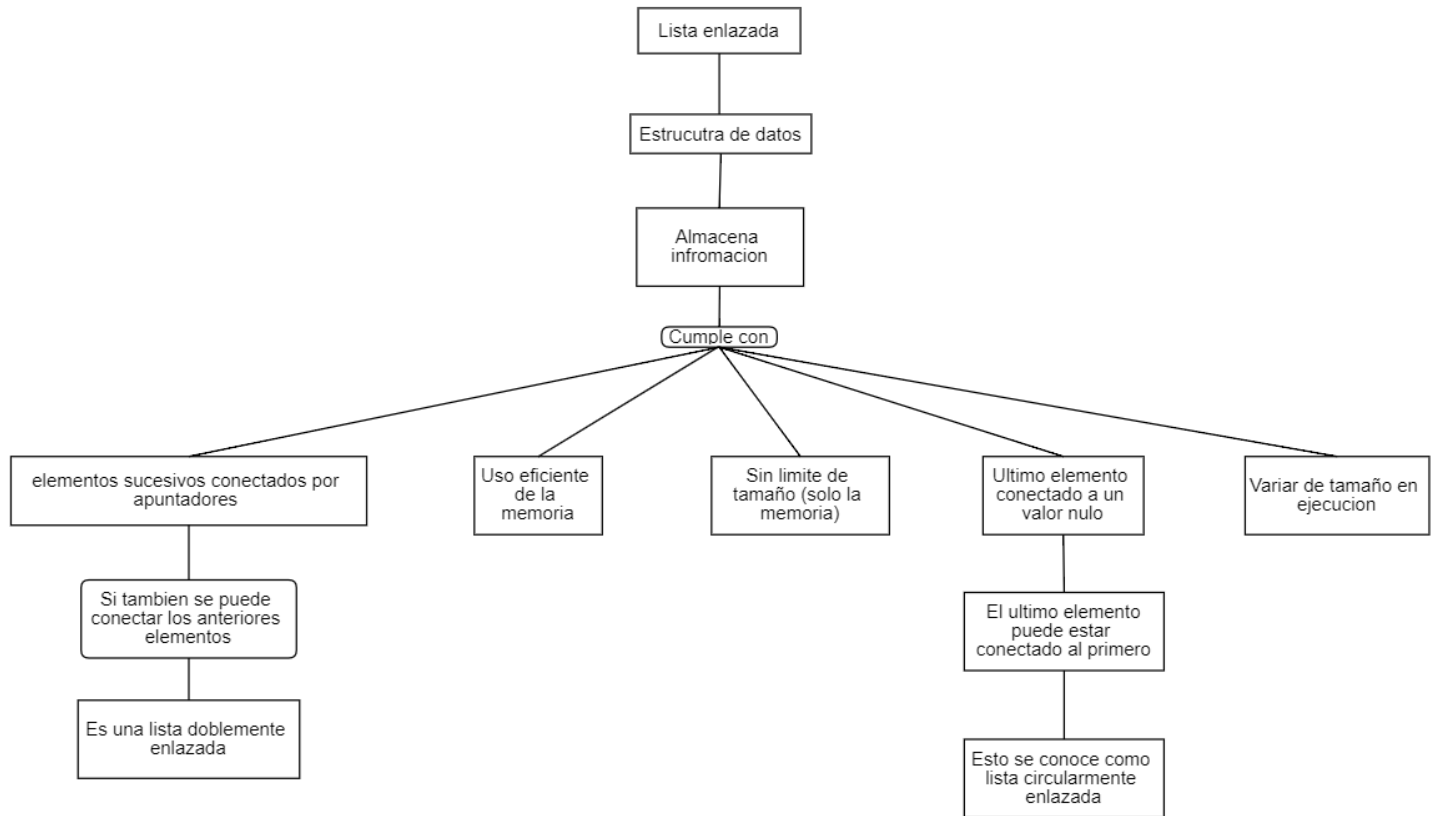 Lista enlazada
Estrucutra de datos
Almacena
infromacion
Cumple con
elementos sucesivos conectados por
apuntadores
Uso eficiente
de la
memoria
Sin limite de
tamaño (solo la
memoria)
Ultimo elemento
conectado a un
valor nulo
Variar de tamaño en
ejecucion
Si tambien se puede
conectar los anteriores
elementos
El ultimo elemento
puede estar
conectado al primero
Es una lista doblemente
enlazada
Esto se conoce como
lista circularmente
enlazada